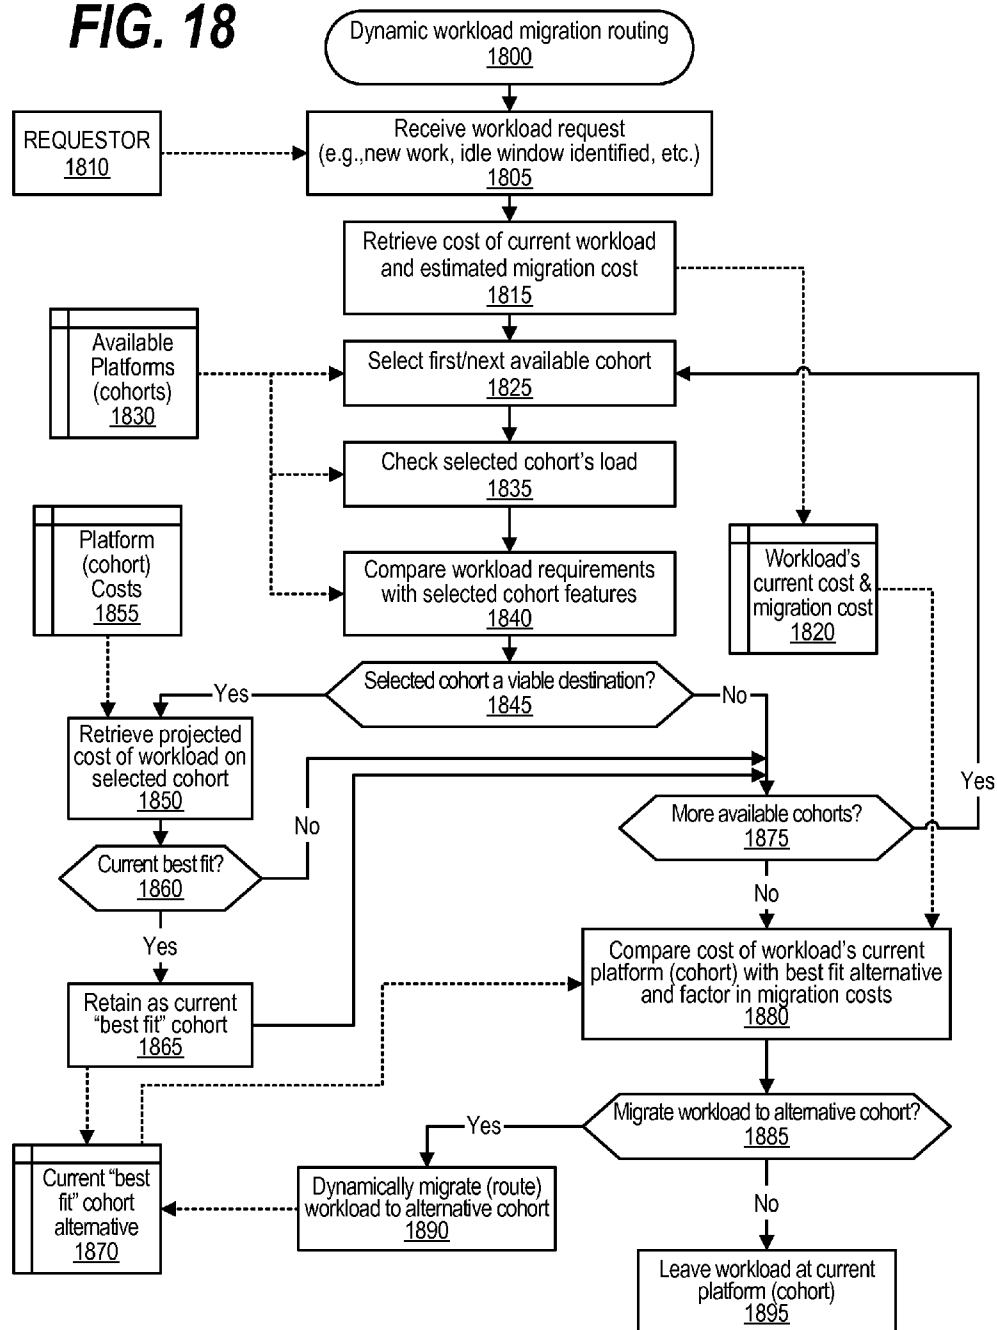 FIG. 18
Dynamic workload migration routing
1800
REQUESTOR
1810
Receive workload request
(e.g.,new work, idle window identified, etc.)
1805
Retrieve cost of current workload
and estimated migration cost
1815
Available
Platforms
(cohorts)
1830
Select first/next available cohort
1825
Check selected cohort's load
1835
Platform
(cohort)
Costs
1855
Compare workload requirements
with selected cohort features
1840
Workload's
current cost &
migration cost
1820
Selected cohort a viable destination?
1845
Yes
No
Retrieve projected
cost of workload on
selected cohort
1850
No
Yes
More available cohorts?
1875
Current best fit?
1860
No
Yes
Compare cost of workload's current
platform (cohort) with best fit alternative
and factor in migration costs
1880
Retain as current
"best fit" cohort
1865
Migrate workload to alternative cohort?
1885
Yes
Current "best
fit" cohort
alternative
1870
Dynamically migrate (route)
workload to alternative cohort
1890
No
Leave workload at current
platform (cohort)
1895